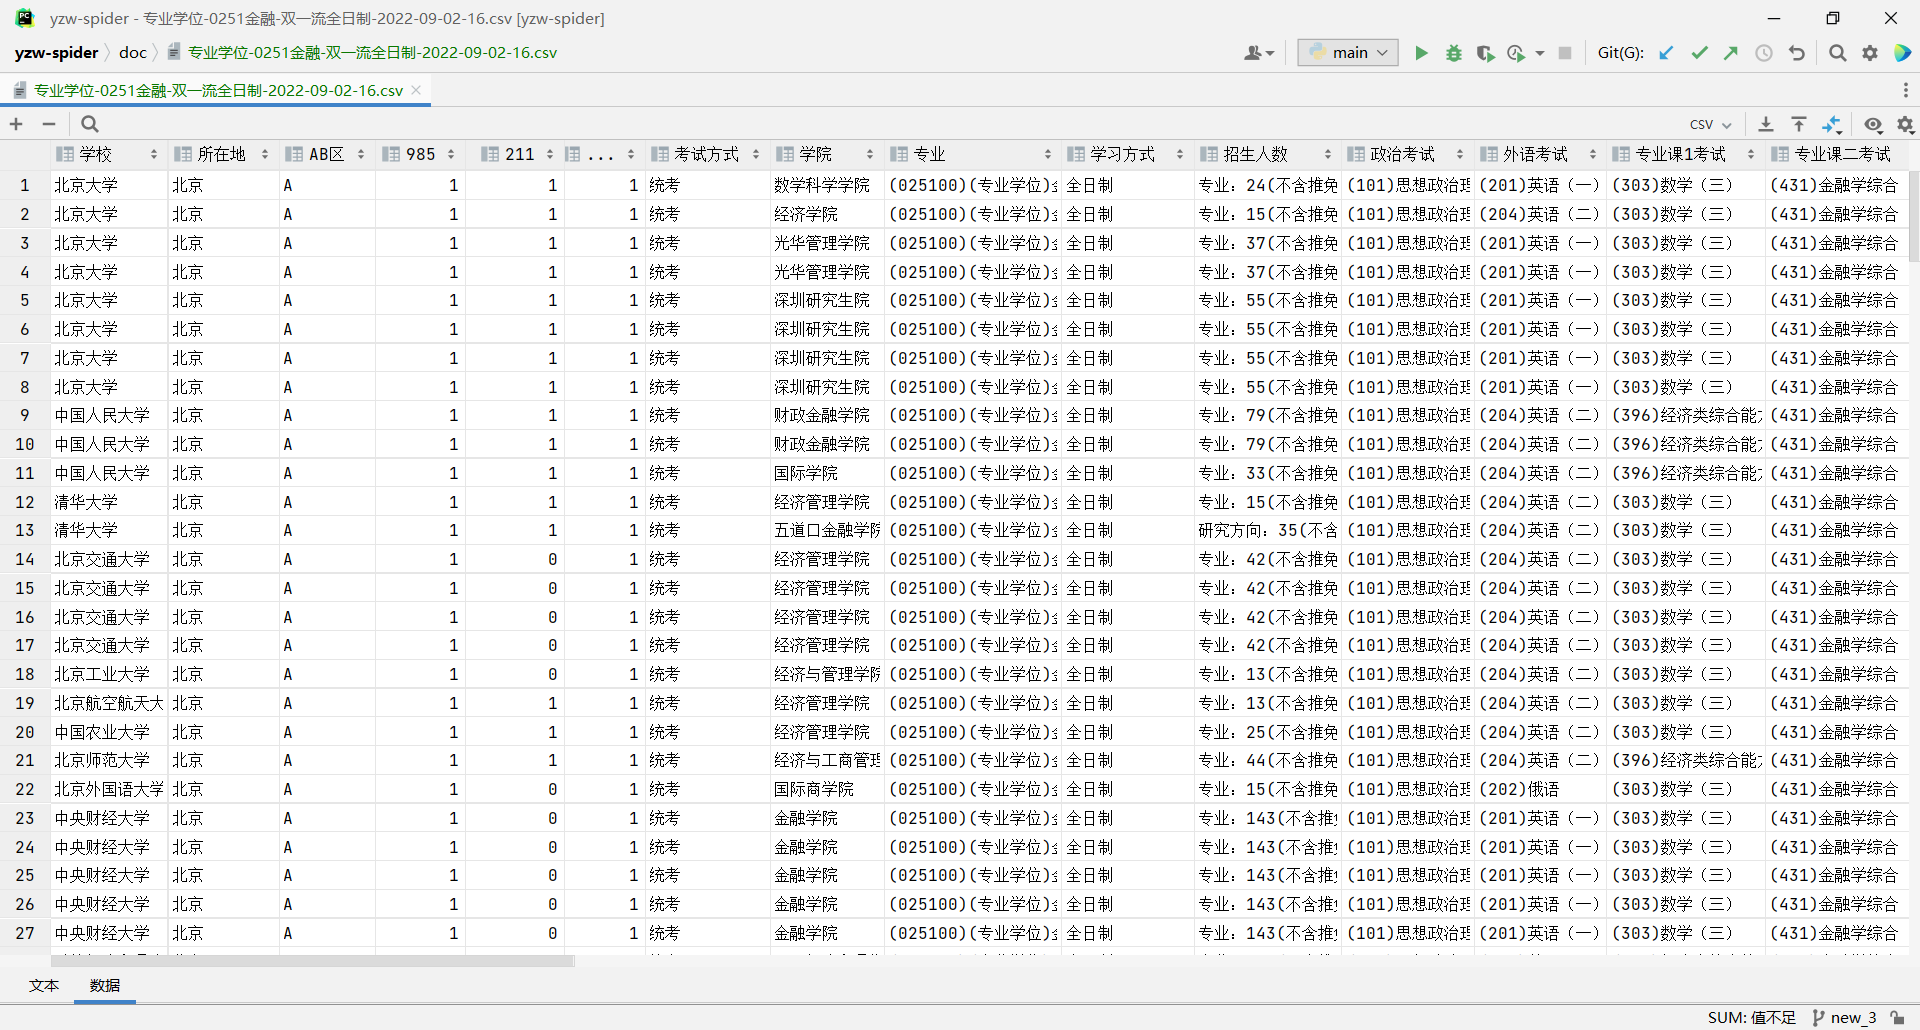 yzw-spider - 专业学位-0251金融-双一流全日制-2022-09-02-16.csv [yzw-spider]
yzw-spider doc 专业学位-0251金融-双一流全日制-2022-09-02-16.csv main Git(G):
专业学位-0251金融-双一流全日制-2022-09-02-16.csv
CSV
学校 所在地 AB区 985 211 ... 考试方式 学院 专业 学习方式 招生人数 政治考试 外语考试 专业课1考试 专业课二考试
1 北京大学 北京 A 1 1 1 统考 数学科学学院 (025100)(专业学位) 全日制 专业：24(不含推免 (101)思想政治理 (201)英语（一） (303)数学（三） (431)金融学综合
2 北京大学 北京 A 1 1 1 统考 经济学院 (025100)(专业学位) 全日制 专业：15(不含推免 (101)思想政治理 (204)英语（二） (303)数学（三） (431)金融学综合
3 北京大学 北京 A 1 1 1 统考 光华管理学院 (025100)(专业学位) 全日制 专业：37(不含推免 (101)思想政治理 (201)英语（一） (303)数学（三） (431)金融学综合
4 北京大学 北京 A 1 1 1 统考 光华管理学院 (025100)(专业学位) 全日制 专业：37(不含推免 (101)思想政治理 (201)英语（一） (303)数学（三） (431)金融学综合
5 北京大学 北京 A 1 1 1 统考 深圳研究生院 (025100)(专业学位) 全日制 专业：55(不含推免 (101)思想政治理 (201)英语（一） (303)数学（三） (431)金融学综合
6 北京大学 北京 A 1 1 1 统考 深圳研究生院 (025100)(专业学位) 全日制 专业：55(不含推免 (101)思想政治理 (201)英语（一） (303)数学（三） (431)金融学综合
7 北京大学 北京 A 1 1 1 统考 深圳研究生院 (025100)(专业学位) 全日制 专业：55(不含推免 (101)思想政治理 (201)英语（一） (303)数学（三） (431)金融学综合
8 北京大学 北京 A 1 1 1 统考 深圳研究生院 (025100)(专业学位) 全日制 专业：55(不含推免 (101)思想政治理 (201)英语（一） (303)数学（三） (431)金融学综合
9 中国人民大学 北京 A 1 1 1 统考 财政金融学院 (025100)(专业学位) 全日制 专业：79(不含推免 (101)思想政治理 (204)英语（二） (396)经济类综合能 (431)金融学综合
10 中国人民大学 北京 A 1 1 1 统考 财政金融学院 (025100)(专业学位) 全日制 专业：79(不含推免 (101)思想政治理 (204)英语（二） (396)经济类综合能 (431)金融学综合
11 中国人民大学 北京 A 1 1 1 统考 国际学院 (025100)(专业学位) 全日制 专业：33(不含推免 (101)思想政治理 (204)英语（二） (396)经济类综合能 (431)金融学综合
12 清华大学 北京 A 1 1 1 统考 经济管理学院 (025100)(专业学位) 全日制 专业：15(不含推免 (101)思想政治理 (204)英语（二） (303)数学（三） (431)金融学综合
13 清华大学 北京 A 1 1 1 统考 五道口金融学院 (025100)(专业学位) 全日制 研究方向：35(不含 (101)思想政治理 (204)英语（二） (303)数学（三） (431)金融学综合
14 北京交通大学 北京 A 1 0 1 统考 经济管理学院 (025100)(专业学位) 全日制 专业：42(不含推免 (101)思想政治理 (204)英语（二） (303)数学（三） (431)金融学综合
15 北京交通大学 北京 A 1 0 1 统考 经济管理学院 (025100)(专业学位) 全日制 专业：42(不含推免 (101)思想政治理 (204)英语（二） (303)数学（三） (431)金融学综合
16 北京交通大学 北京 A 1 0 1 统考 经济管理学院 (025100)(专业学位) 全日制 专业：42(不含推免 (101)思想政治理 (204)英语（二） (303)数学（三） (431)金融学综合
17 北京交通大学 北京 A 1 0 1 统考 经济管理学院 (025100)(专业学位) 全日制 专业：42(不含推免 (101)思想政治理 (204)英语（二） (303)数学（三） (431)金融学综合
18 北京工业大学 北京 A 1 0 1 统考 经济与管理学院 (025100)(专业学位) 全日制 专业：13(不含推免 (101)思想政治理 (204)英语（二） (303)数学（三） (431)金融学综合
19 北京航空航天大 北京 A 1 1 1 统考 经济管理学院 (025100)(专业学位) 全日制 专业：13(不含推免 (101)思想政治理 (204)英语（二） (303)数学（三） (431)金融学综合
20 中国农业大学 北京 A 1 1 1 统考 经济管理学院 (025100)(专业学位) 全日制 专业：25(不含推免 (101)思想政治理 (204)英语（二） (303)数学（三） (431)金融学综合
21 北京师范大学 北京 A 1 1 1 统考 经济与工商管理 (025100)(专业学位) 全日制 专业：44(不含推免 (101)思想政治理 (204)英语（二） (396)经济类综合能 (431)金融学综合
22 北京外国语大学 北京 A 1 0 1 统考 国际商学院 (025100)(专业学位) 全日制 专业：15(不含推免 (101)思想政治理 (202)俄语 (303)数学（三） (431)金融学综合
23 中央财经大学 北京 A 1 0 1 统考 金融学院 (025100)(专业学位) 全日制 专业：143(不含推 (101)思想政治理 (201)英语（一） (303)数学（三） (431)金融学综合
24 中央财经大学 北京 A 1 0 1 统考 金融学院 (025100)(专业学位) 全日制 专业：143(不含推 (101)思想政治理 (201)英语（一） (303)数学（三） (431)金融学综合
25 中央财经大学 北京 A 1 0 1 统考 金融学院 (025100)(专业学位) 全日制 专业：143(不含推 (101)思想政治理 (201)英语（一） (303)数学（三） (431)金融学综合
26 中央财经大学 北京 A 1 0 1 统考 金融学院 (025100)(专业学位) 全日制 专业：143(不含推 (101)思想政治理 (201)英语（一） (303)数学（三） (431)金融学综合
27 中央财经大学 北京 A 1 0 1 统考 金融学院 (025100)(专业学位) 全日制 专业：143(不含推 (101)思想政治理 (201)英语（一） (303)数学（三） (431)金融学综合
文本 数据
SUM: 值不足 new_3